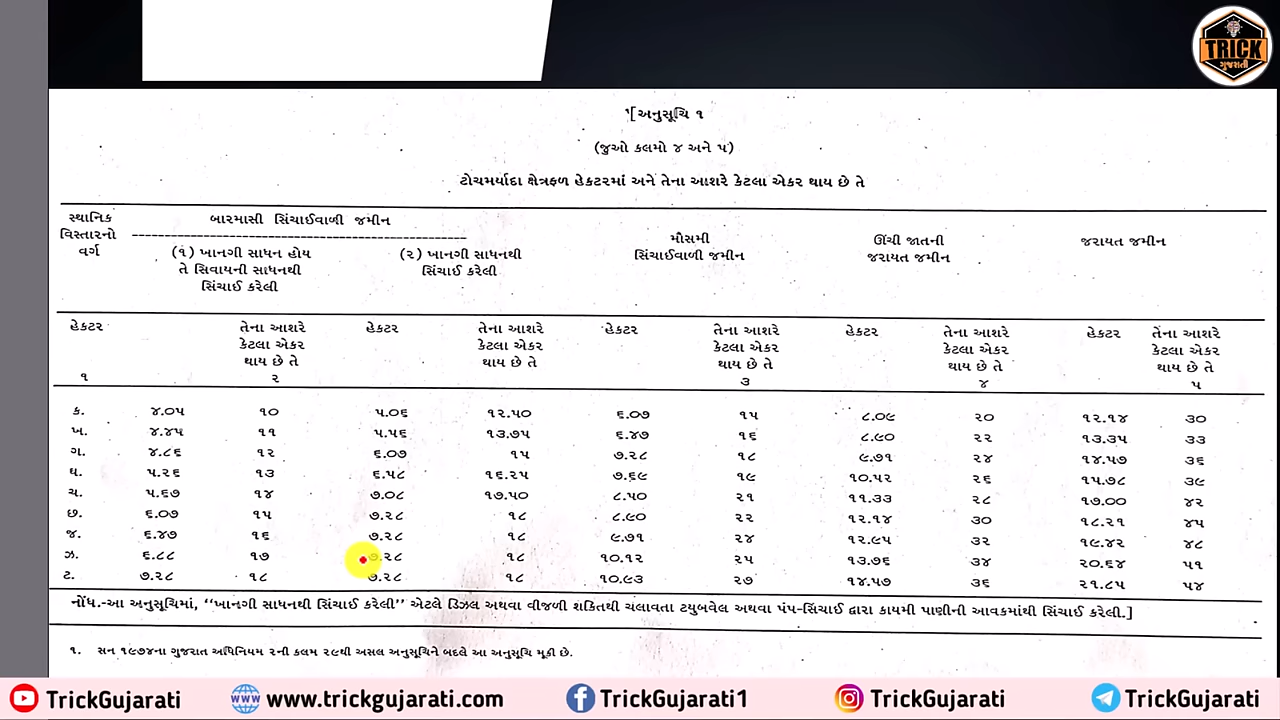 TRICK
ગુજરાતી
૧[અનુસૂચિ ૧
(જુઓ કલમો ૪ અને ૫)
ટોચમર્યાદા ક્ષેત્રફળ હેકટરમાં અને તેના આશરે કેટલા એકર થાય છે તે
સ્થાનિક વિસ્તારનો વર્ગ
બારમાસી સિંચાઈવાળી જમીન
(૧) ખાનગી સાધન હોય તે સિવાયની સાધનથી સિંચાઈ કરેલી
(૨) ખાનગી સાધનથી સિંચાઈ કરેલી
મૌસમી સિંચાઈવાળી જમીન
ઊંચી જાતની જરાયત જમીન
જરાયત જમીન
હેકટર તેના આશરે કેટલા એકર થાય છે તે હેકટર તેના આશરે કેટલા એકર થાય છે તે હેકટર તેના આશરે કેટલા એકર થાય છે તે હેકટર તેના આશરે કેટલા એકર થાય છે તે હેકટર તેના આશરે કેટલા એકર થાય છે તે
૧ ૨ ૩ ૪ ૫
ક. ૪.૦૫ ૧૦ ૫.૦૬ ૧૨.૫૦ ૬.૦૭ ૧૫ ૮.૦૯ ૨૦ ૧૨.૧૪ ૩૦
ખ. ૪.૪૫ ૧૧ ૫.૫૬ ૧૩.૭૫ ૬.૪૭ ૧૬ ૮.૯૦ ૨૨ ૧૩.૩૫ ૩૩
ગ. ૪.૮૬ ૧૨ ૬.૦૭ ૧૫ ૭.૨૮ ૧૮ ૯.૭૧ ૨૪ ૧૪.૫૭ ૩૬
ઘ. ૫.૨૬ ૧૩ ૬.૫૮ ૧૬.૨૫ ૭.૬૯ ૧૯ ૧૦.૫૨ ૨૬ ૧૫.૭૮ ૩૯
ચ. ૫.૬૭ ૧૪ ૭.૦૮ ૧૭.૫૦ ૮.૫૦ ૨૧ ૧૧.૩૩ ૨૮ ૧૭.૦૦ ૪૨
છ. ૬.૦૭ ૧૫ ૭.૨૮ ૧૮ ૮.૯૦ ૨૨ ૧૨.૧૪ ૩૦ ૧૮.૨૧ ૪૫
જ. ૬.૪૭ ૧૬ ૭.૨૮ ૧૮ ૯.૭૧ ૨૪ ૧૨.૯૫ ૩૨ ૧૯.૪૨ ૪૮
ઝ. ૬.૮૮ ૧૭ ૭.૨૮ ૧૮ ૧૦.૧૨ ૨૫ ૧૩.૭૬ ૩૪ ૨૦.૬૪ ૫૧
ટ. ૭.૨૮ ૧૮ ૭.૨૮ ૧૮ ૧૦.૯૩ ૨૭ ૧૪.૫૭ ૩૬ ૨૧.૮૫ ૫૪
નોંધ.-આ અનુસૂચિમાં, ‘‘ખાનગી સાધનથી સિંચાઈ કરેલી’’ એટલે ડિઝલ અથવા વીજળી શકિતથી ચલાવતા ટયુબવેલ અથવા પંપ-સિંચાઈ દ્વારા કાયમી પાણીની આવકમાંથી સિંચાઈ કરેલી.]
૧. સન ૧૯૭૪ના ગુજરાત અધિનિયમ ૨ની કલમ ૨૯થી અસલ અનુસૂચિને બદલે આ અનુસૂચિ મૂકી છે.
TrickGujarati www.trickgujarati.com TrickGujarati1 TrickGujarati TrickGujarati